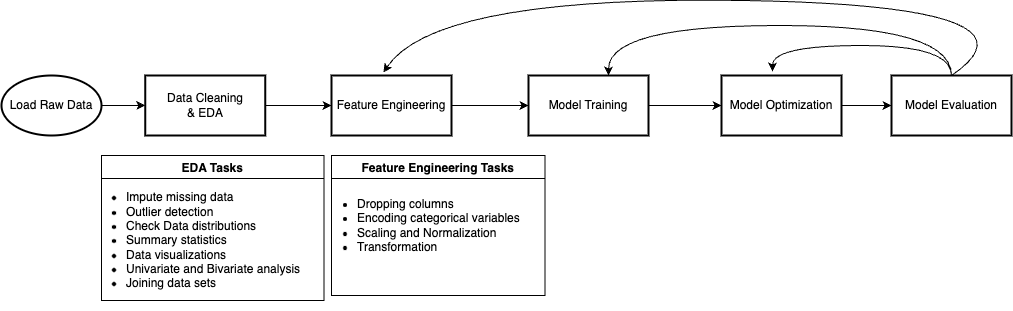 Load Raw Data
Data Cleaning
& EDA
Feature Engineering
Model Training
Model Optimization
Model Evaluation
EDA Tasks
• Impute missing data
• Outlier detection
• Check Data distributions
• Summary statistics
• Data visualizations
• Univariate and Bivariate analysis
• Joining data sets
Feature Engineering Tasks
• Dropping columns
• Encoding categorical variables
• Scaling and Normalization
• Transformation